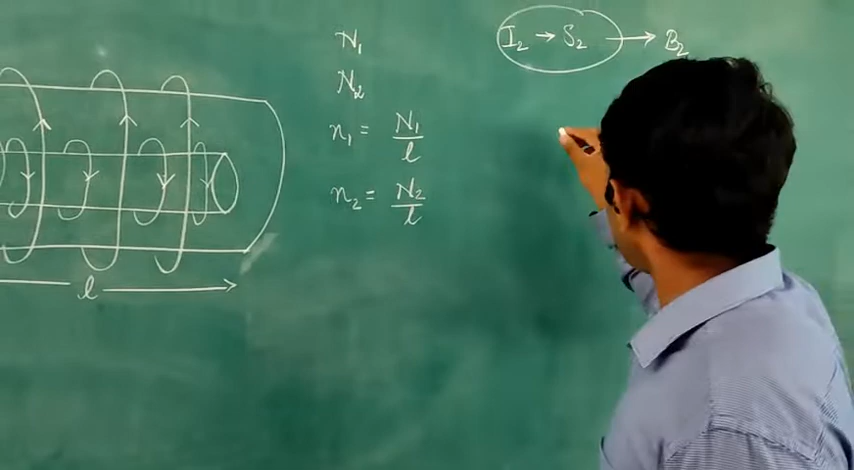 N₁
N₂
n₁ = N₁/l
n₂ = N₂/l
I₂ → S₂ → B₂
l